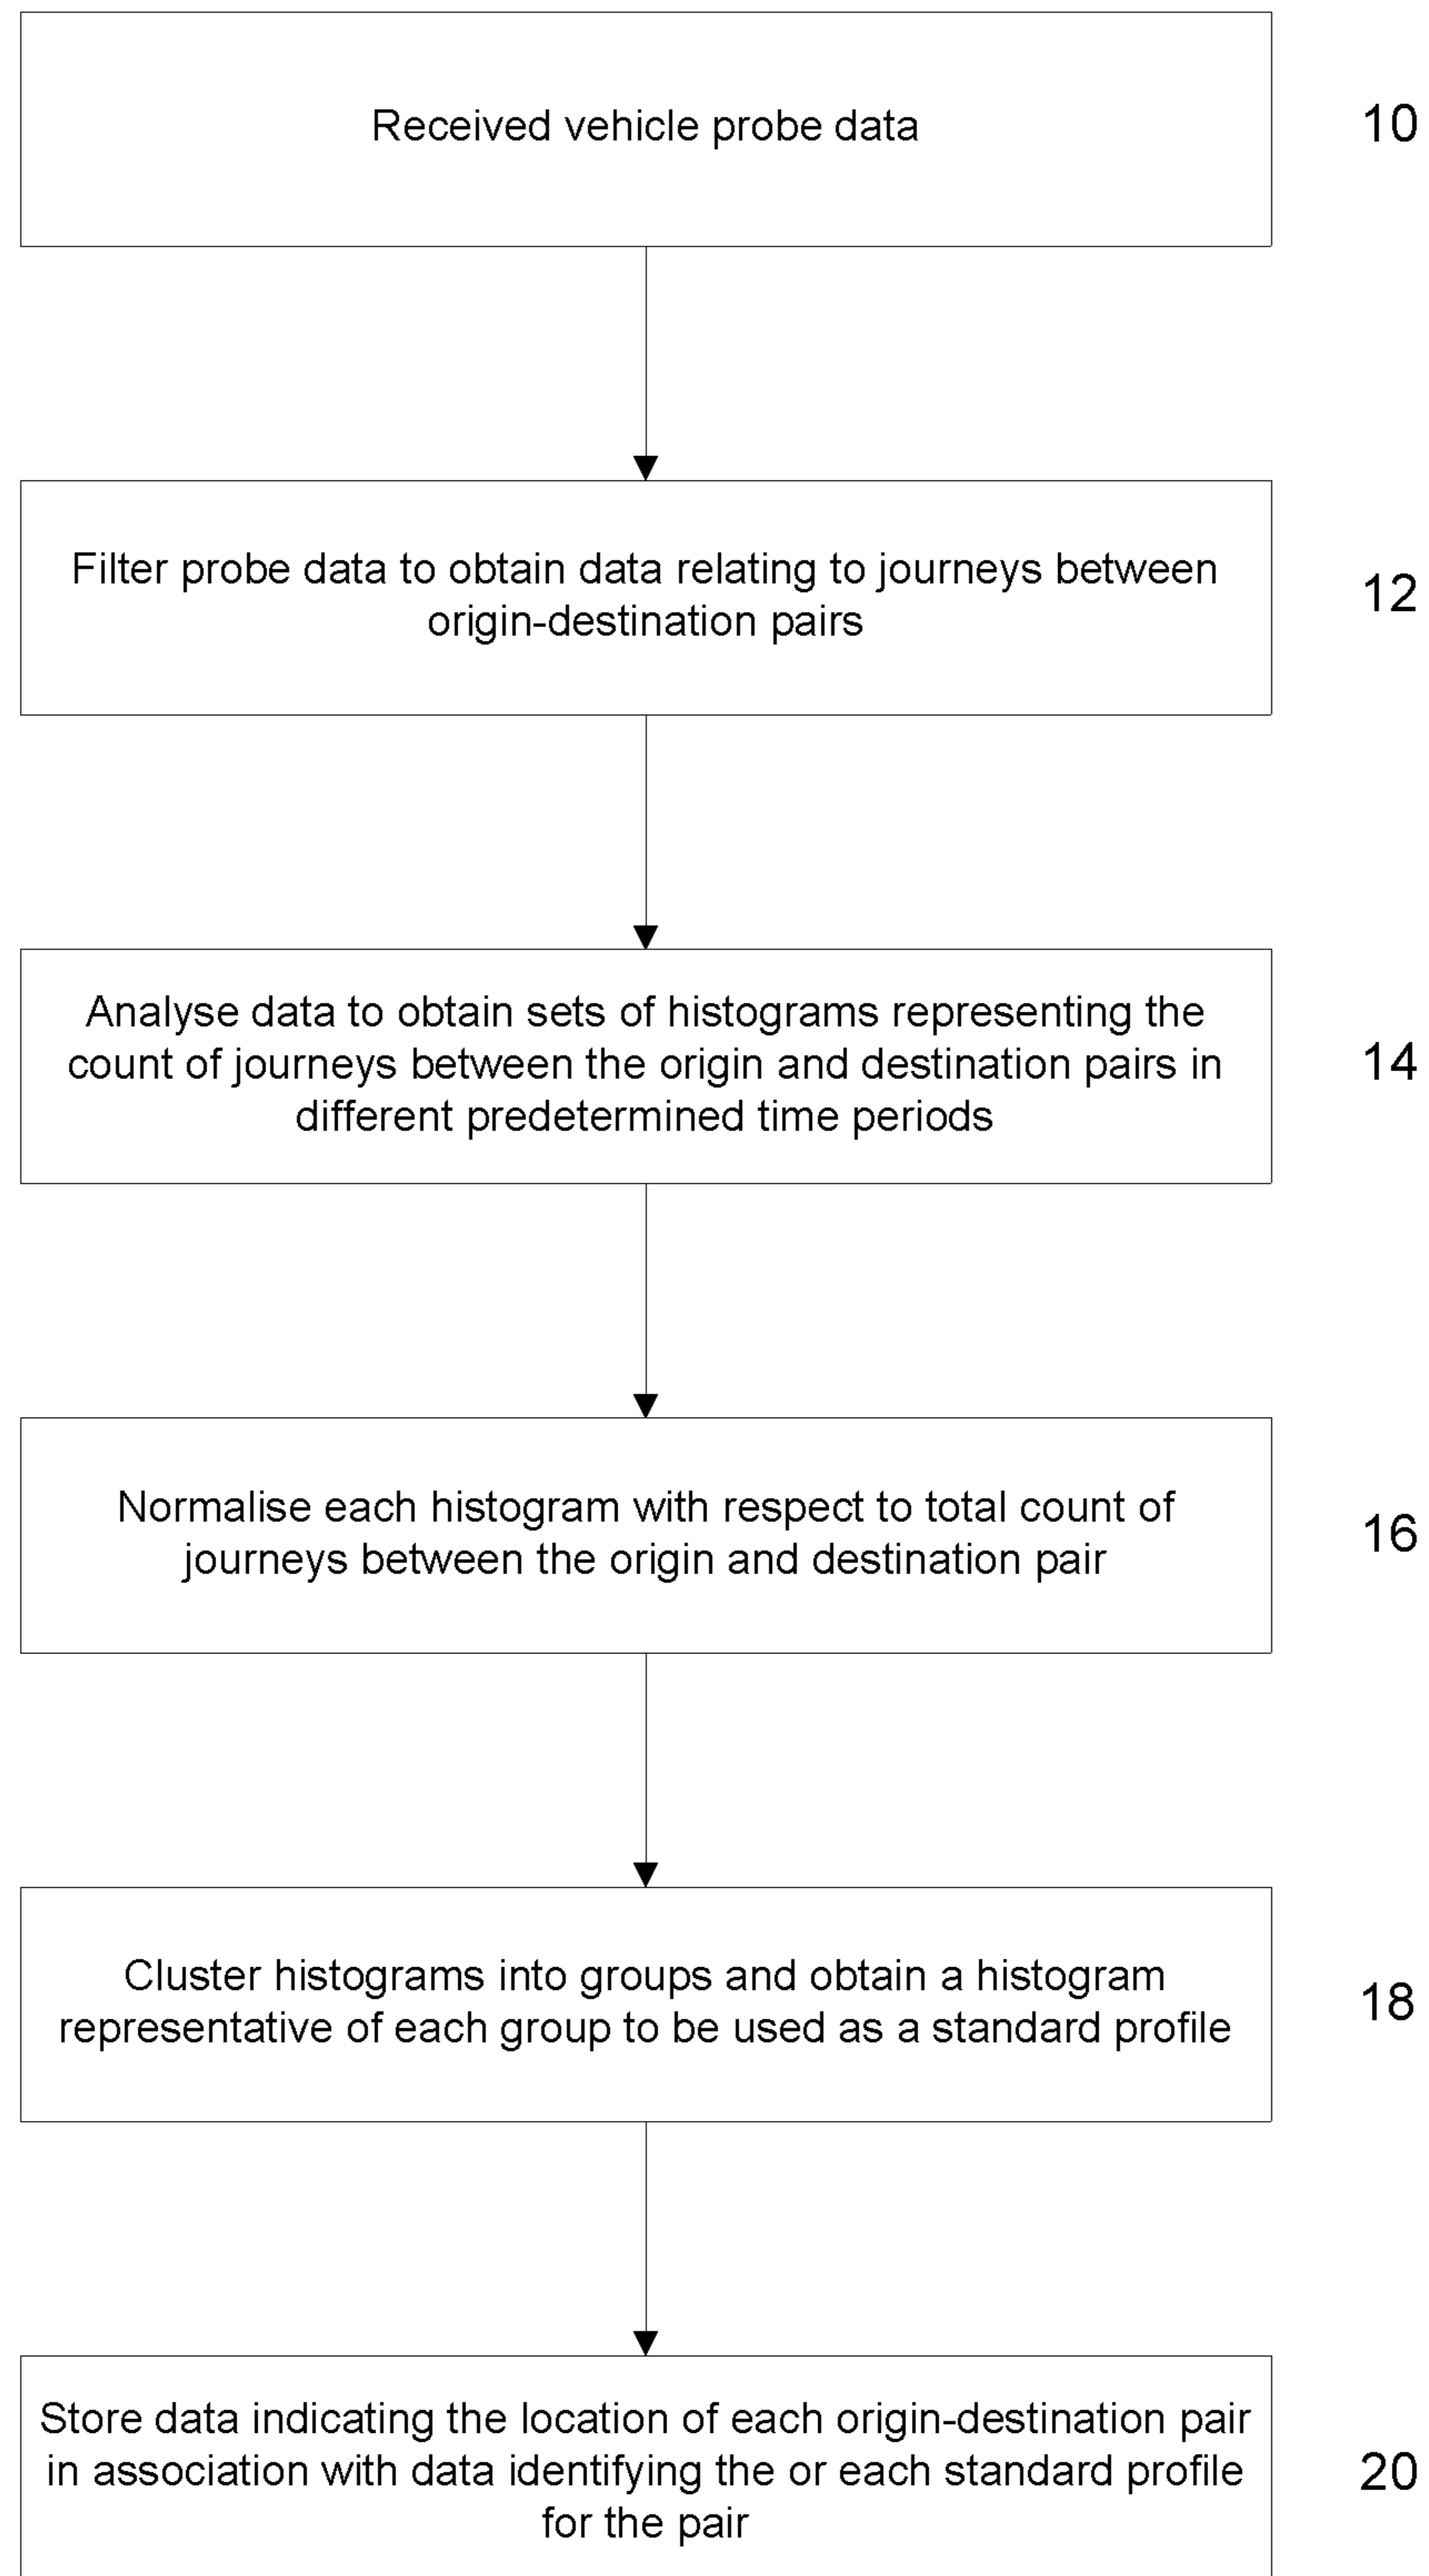 Received vehicle probe data
10
Filter probe data to obtain data relating to journeys between
origin-destination pairs
12
Analyse data to obtain sets of histograms representing the
count of journeys between the origin and destination pairs in
different predetermined time periods
14
Normalise each histogram with respect to total count of
journeys between the origin and destination pair
16
Cluster histograms into groups and obtain a histogram
representative of each group to be used as a standard profile
18
Store data indicating the location of each origin-destination pair
in association with data identifying the or each standard profile
for the pair
20